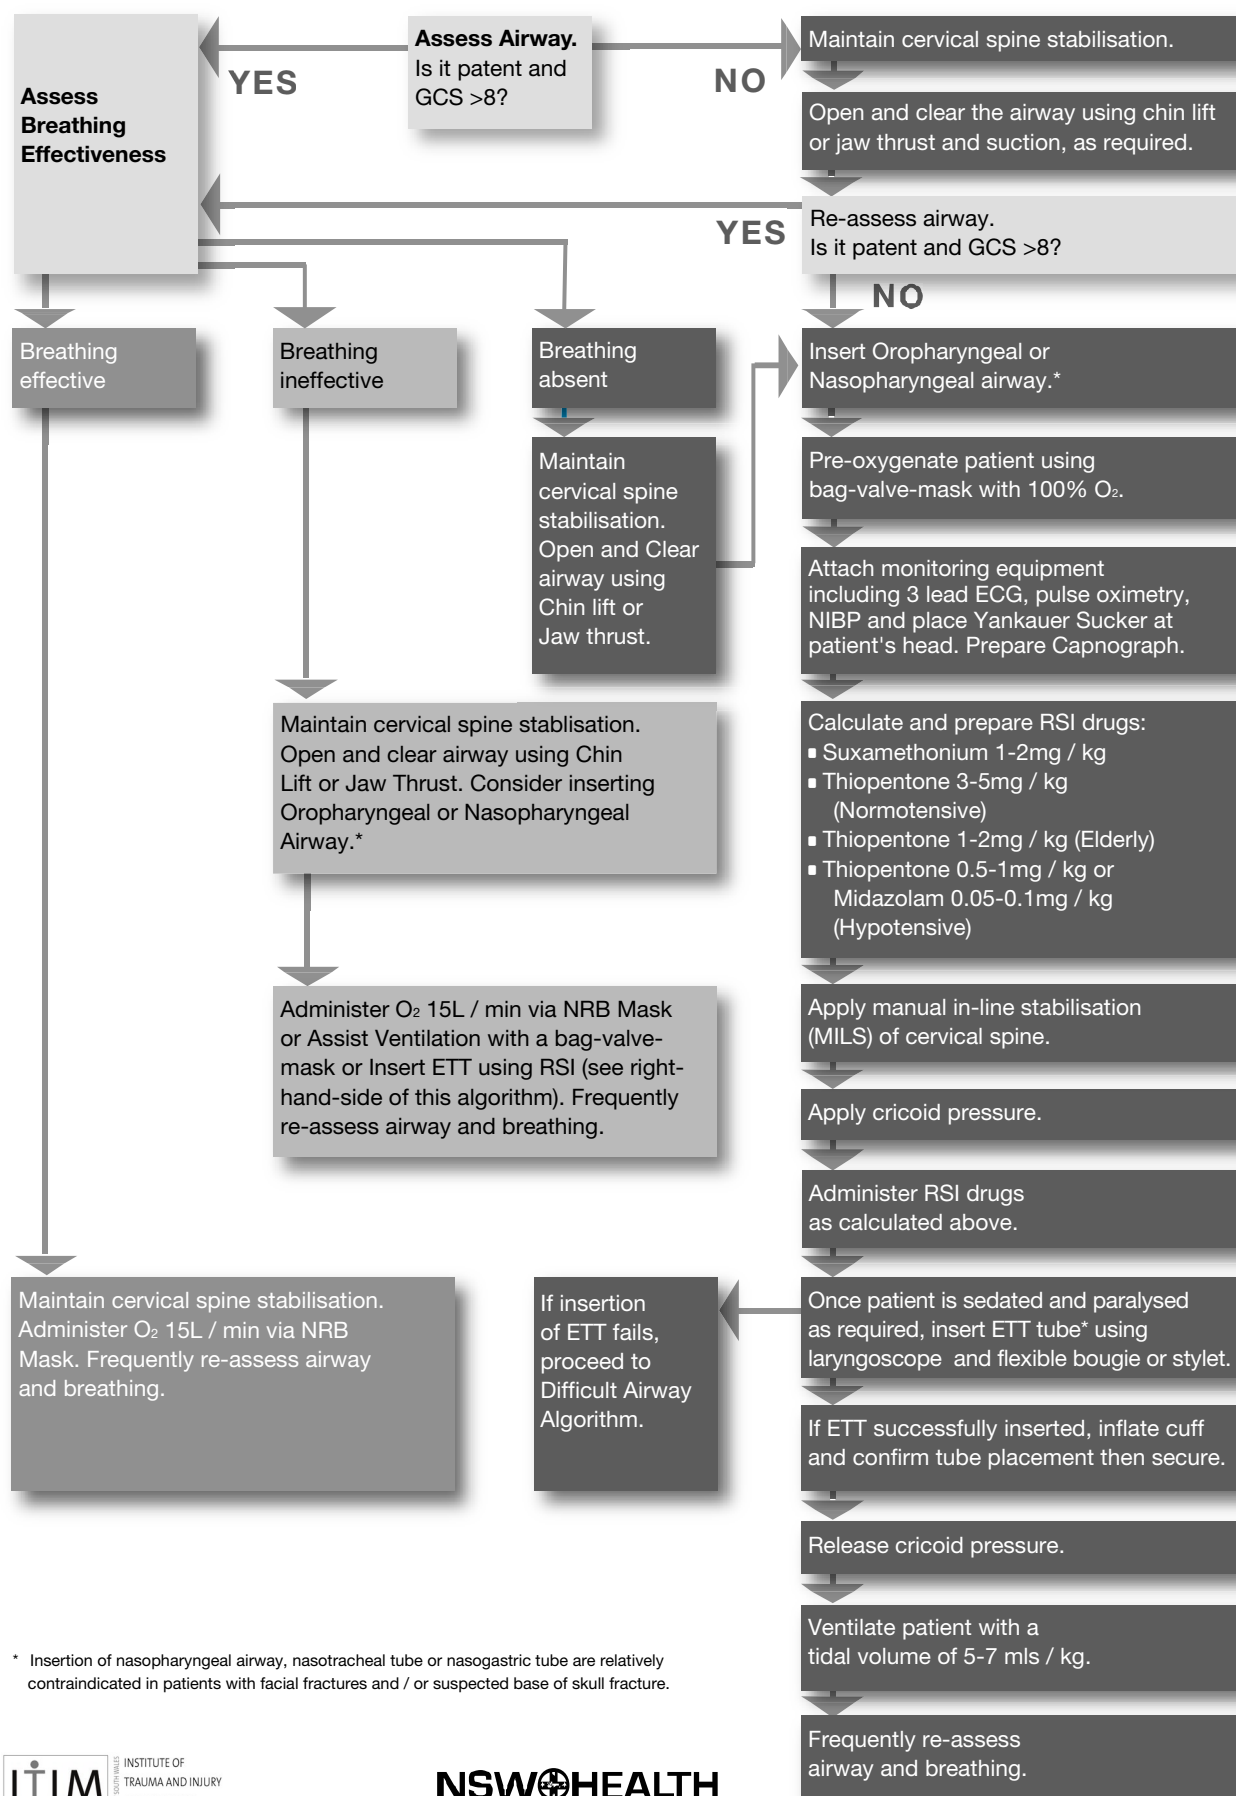 Assess Airway.
Is it patent and
GCS >8?
YES
NO
Assess
Breathing
Effectiveness
Maintain cervical spine stabilisation.
Open and clear the airway using chin lift
or jaw thrust and suction, as required.
Re-assess airway.
Is it patent and GCS >8?
YES
NO
Breathing
effective
Breathing
ineffective
Breathing
absent
Maintain
cervical spine
stabilisation.
Open and Clear
airway using
Chin lift or
Jaw thrust.
Insert Oropharyngeal or
Nasopharyngeal airway.*
Pre-oxygenate patient using
bag-valve-mask with 100% O₂.
Attach monitoring equipment
including 3 lead ECG, pulse oximetry,
NIBP and place Yankauer Sucker at
patient's head. Prepare Capnograph.
Calculate and prepare RSI drugs:
▪ Suxamethonium 1-2mg / kg
▪ Thiopentone 3-5mg / kg
(Normotensive)
▪ Thiopentone 1-2mg / kg (Elderly)
▪ Thiopentone 0.5-1mg / kg or
Midazolam 0.05-0.1mg / kg
(Hypotensive)
Apply manual in-line stabilisation
(MILS) of cervical spine.
Apply cricoid pressure.
Administer RSI drugs
as calculated above.
Once patient is sedated and paralysed
as required, insert ETT tube* using
laryngoscope and flexible bougie or stylet.
If ETT successfully inserted, inflate cuff
and confirm tube placement then secure.
Release cricoid pressure.
Ventilate patient with a
tidal volume of 5-7 mls / kg.
Frequently re-assess
airway and breathing.
Maintain cervical spine stablisation.
Open and clear airway using Chin
Lift or Jaw Thrust. Consider inserting
Oropharyngeal or Nasopharyngeal
Airway.*
Administer O₂ 15L / min via NRB Mask
or Assist Ventilation with a bag-valve-
mask or Insert ETT using RSI (see right-
hand-side of this algorithm). Frequently
re-assess airway and breathing.
Maintain cervical spine stabilisation.
Administer O₂ 15L / min via NRB
Mask. Frequently re-assess airway
and breathing.
If insertion
of ETT fails,
proceed to
Difficult Airway
Algorithm.
* Insertion of nasopharyngeal airway, nasotracheal tube or nasogastric tube are relatively
contraindicated in patients with facial fractures and / or suspected base of skull fracture.
ITIM
SOUTH WALES
INSTITUTE OF
TRAUMA AND INJURY
NSW HEALTH